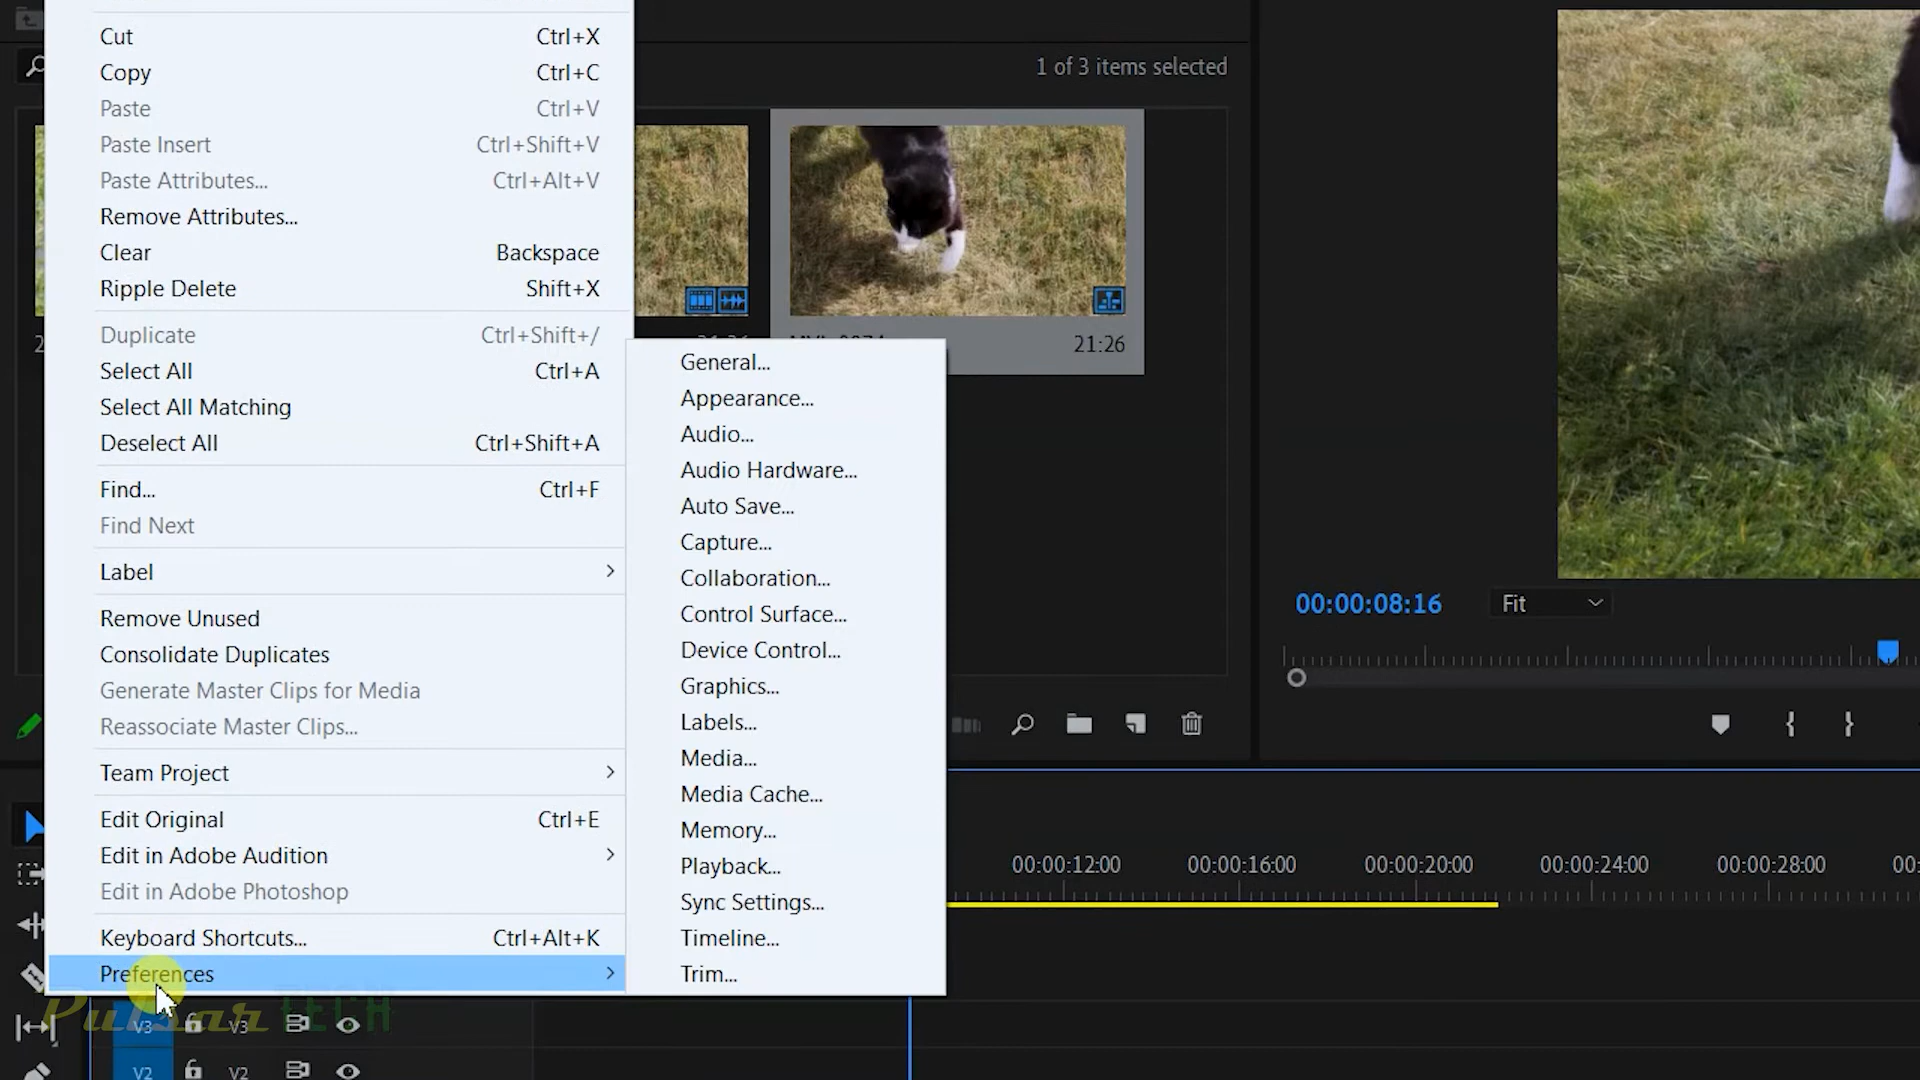 Cut Ctrl+X
Copy Ctrl+C
Paste Ctrl+V
Paste Insert Ctrl+Shift+V
Paste Attributes... Ctrl+Alt+V
Remove Attributes...
Clear Backspace
Ripple Delete Shift+X
Duplicate Ctrl+Shift+/
Select All Ctrl+A
Select All Matching
Deselect All Ctrl+Shift+A
Find... Ctrl+F
Find Next
Label
Remove Unused
Consolidate Duplicates
Generate Master Clips for Media
Reassociate Master Clips...
Team Project
Edit Original Ctrl+E
Edit in Adobe Audition
Edit in Adobe Photoshop
Keyboard Shortcuts... Ctrl+Alt+K
Preferences
General...
Appearance...
Audio...
Audio Hardware...
Auto Save...
Capture...
Collaboration...
Control Surface...
Device Control...
Graphics...
Labels...
Media...
Media Cache...
Memory...
Playback...
Sync Settings...
Timeline...
Trim...
1 of 3 items selected
21:26
00:00:08:16 Fit
00:00:12:00 00:00:16:00 00:00:20:00 00:00:24:00 00:00:28:00
Pulsar TECH
V3 V3
V2 V2